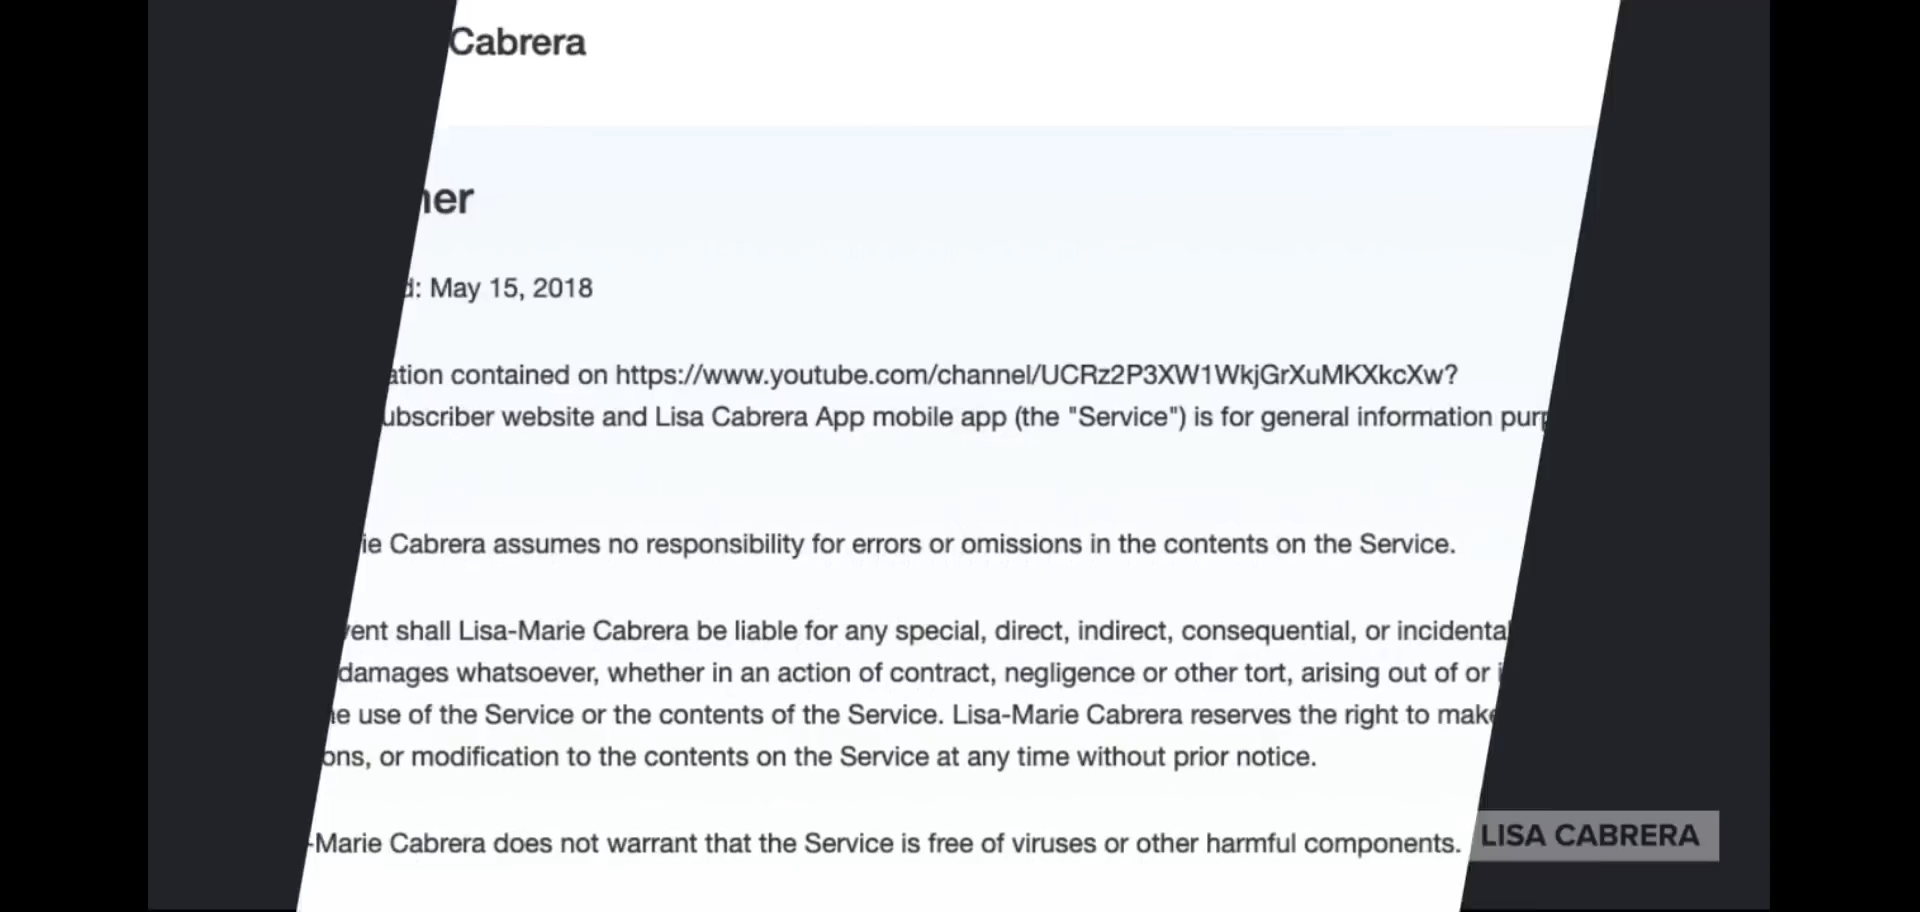 Cabrera
ner
d: May 15, 2018
ation contained on https://www.youtube.com/channel/UCRz2P3XW1WkjGrXuMKXkcXw?
ubscriber website and Lisa Cabrera App mobile app (the "Service") is for general information purp
ie Cabrera assumes no responsibility for errors or omissions in the contents on the Service.
vent shall Lisa-Marie Cabrera be liable for any special, direct, indirect, consequential, or incidental
damages whatsoever, whether in an action of contract, negligence or other tort, arising out of or i
e use of the Service or the contents of the Service. Lisa-Marie Cabrera reserves the right to make
ons, or modification to the contents on the Service at any time without prior notice.
-Marie Cabrera does not warrant that the Service is free of viruses or other harmful components.
LISA CABRERA